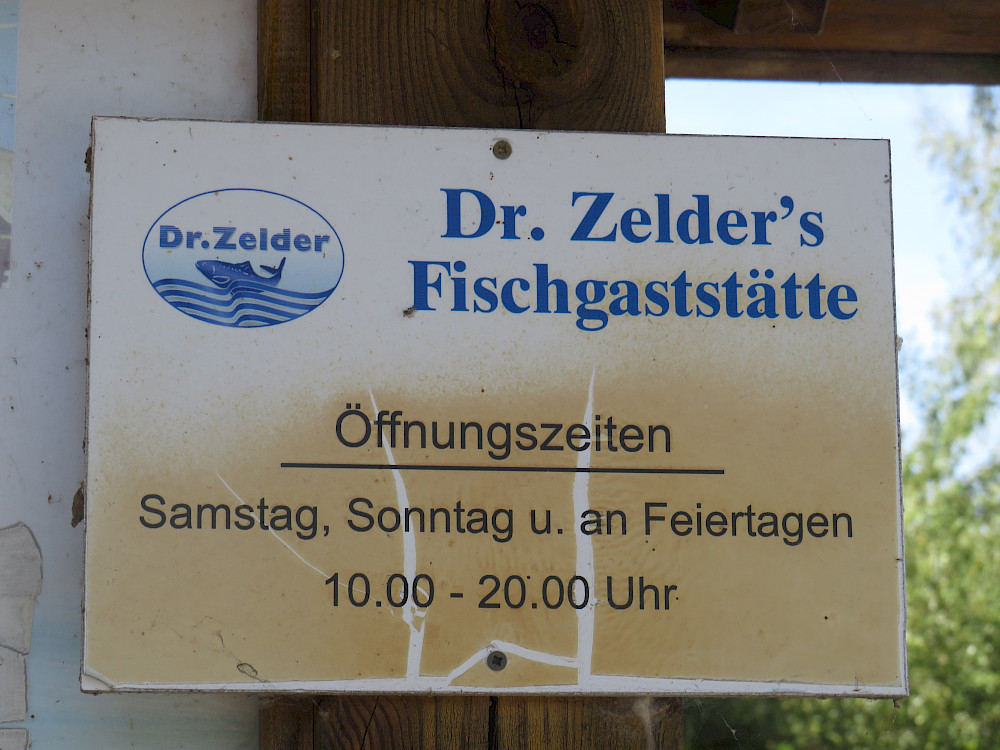 Dr.Zelder
Dr. Zelder's
Fischgaststätte
Öffnungszeiten
Samstag, Sonntag u. an Feiertagen
10.00 - 20.00 Uhr